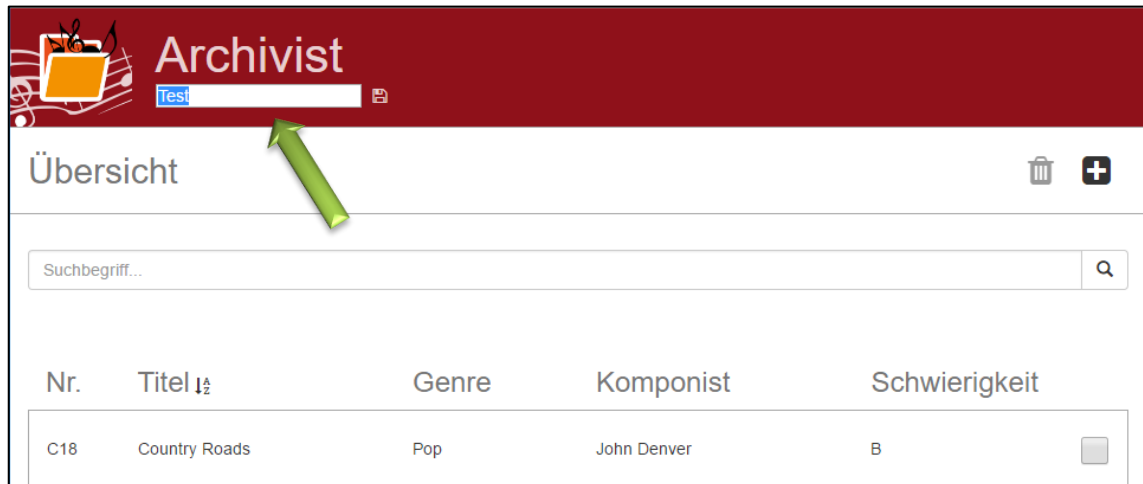 Archivist
Test
Übersicht
Suchbegriff...
Nr. Titel Genre Komponist Schwierigkeit
C18 Country Roads Pop John Denver B